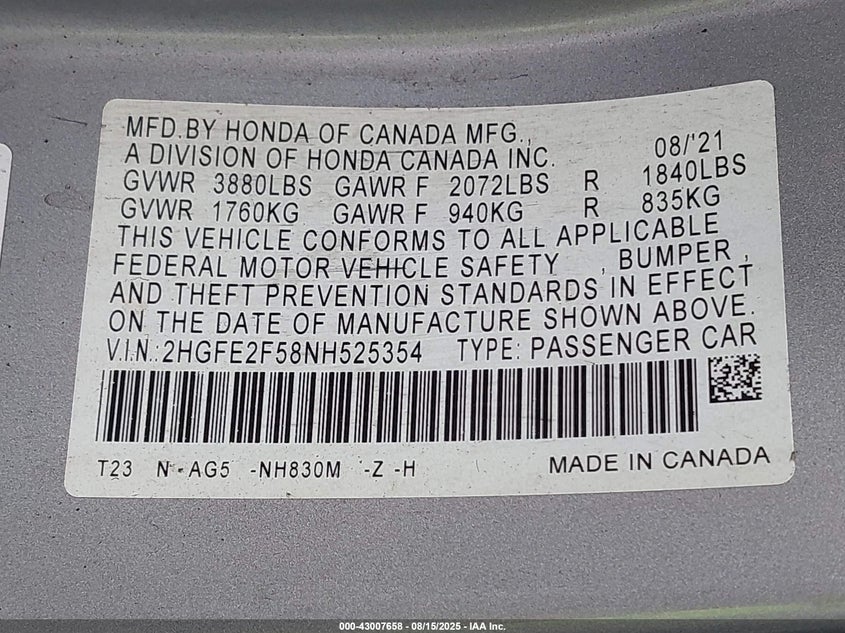 MFD.BY HONDA OF CANADA MFG.,
A DIVISION OF HONDA CANADA INC. 08/'21
GVWR 3880LBS GAWR F 2072LBS R 1840LBS
GVWR 1760KG GAWR F 940KG R 835KG
THIS VEHICLE CONFORMS TO ALL APPLICABLE
FEDERAL MOTOR VEHICLE SAFETY , BUMPER ,
AND THEFT PREVENTION STANDARDS IN EFFECT
ON THE DATE OF MANUFACTURE SHOWN ABOVE.
V.I.N.:2HGFE2F58NH525354 TYPE: PASSENGER CAR
T23 N-AG5 -NH830M -Z -H MADE IN CANADA
000-43007658 - 08/15/2025 - IAA Inc.